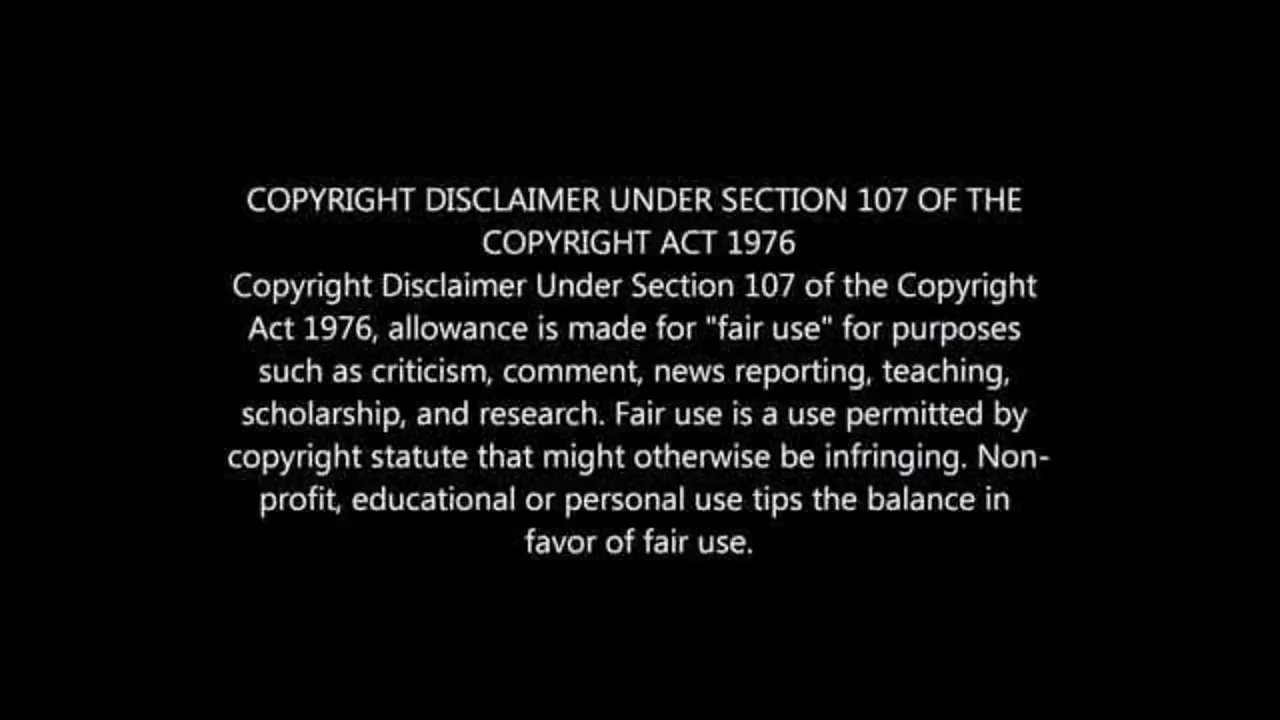 COPYRIGHT DISCLAIMER UNDER SECTION 107 OF THE
COPYRIGHT ACT 1976
Copyright Disclaimer Under Section 107 of the Copyright
Act 1976, allowance is made for "fair use" for purposes
such as criticism, comment, news reporting, teaching,
scholarship, and research. Fair use is a use permitted by
copyright statute that might otherwise be infringing. Non-
profit, educational or personal use tips the balance in
favor of fair use.